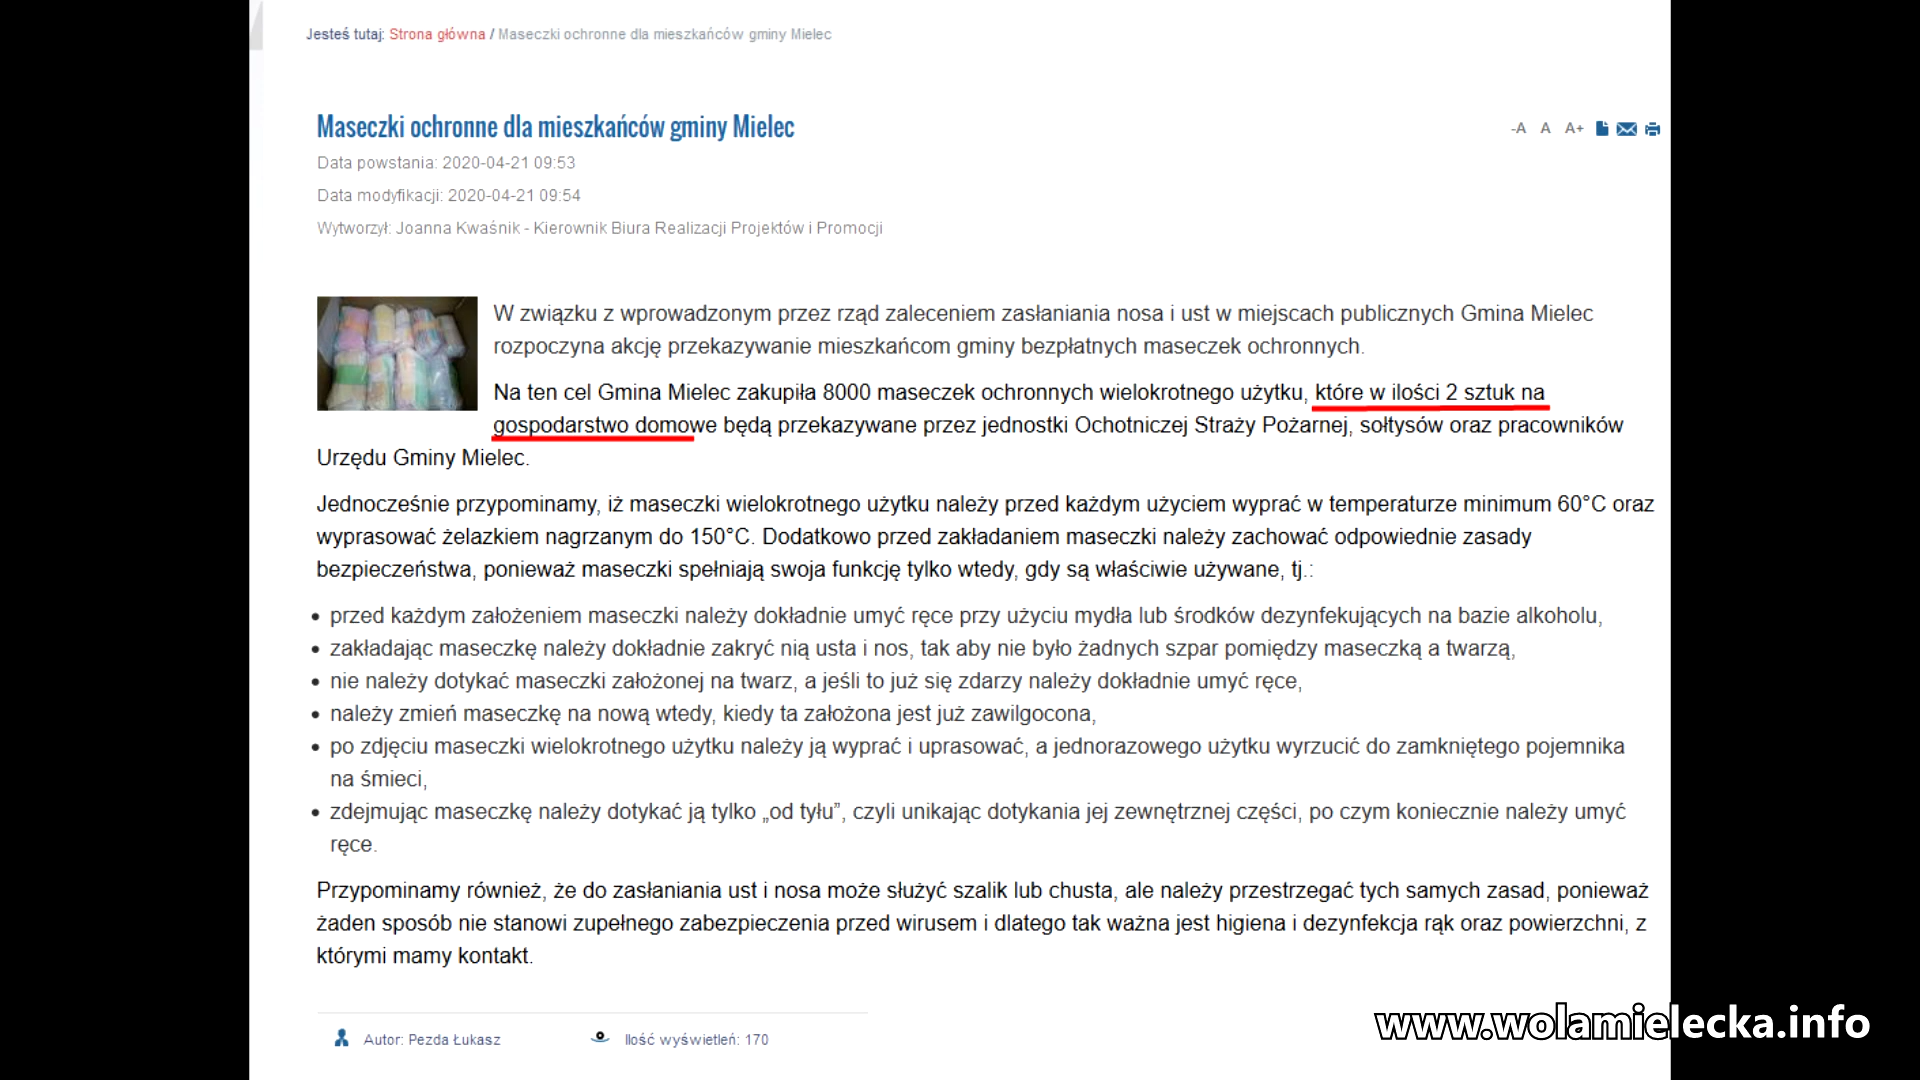 Jesteś tutaj: Strona główna / Maseczki ochronne dla mieszkańców gminy Mielec
Maseczki ochronne dla mieszkańców gminy Mielec
-A A A+
Data powstania: 2020-04-21 09:53
Data modyfikacji: 2020-04-21 09:54
Wytworzył: Joanna Kwaśnik - Kierownik Biura Realizacji Projektów i Promocji
W związku z wprowadzonym przez rząd zaleceniem zasłaniania nosa i ust w miejscach publicznych Gmina Mielec
rozpoczyna akcję przekazywanie mieszkańcom gminy bezpłatnych maseczek ochronnych.
Na ten cel Gmina Mielec zakupiła 8000 maseczek ochronnych wielokrotnego użytku, które w ilości 2 sztuk na
gospodarstwo domowe będą przekazywane przez jednostki Ochotniczej Straży Pożarnej, sołtysów oraz pracowników
Urzędu Gminy Mielec.
Jednocześnie przypominamy, iż maseczki wielokrotnego użytku należy przed każdym użyciem wyprać w temperaturze minimum 60°C oraz
wyprasować żelazkiem nagrzanym do 150°C. Dodatkowo przed zakładaniem maseczki należy zachować odpowiednie zasady
bezpieczeństwa, ponieważ maseczki spełniają swoja funkcję tylko wtedy, gdy są właściwie używane, tj.:
• przed każdym założeniem maseczki należy dokładnie umyć ręce przy użyciu mydła lub środków dezynfekujących na bazie alkoholu,
• zakładając maseczkę należy dokładnie zakryć nią usta i nos, tak aby nie było żadnych szpar pomiędzy maseczką a twarzą,
• nie należy dotykać maseczki założonej na twarz, a jeśli to już się zdarzy należy dokładnie umyć ręce,
• należy zmień maseczkę na nową wtedy, kiedy ta założona jest już zawilgocona,
• po zdjęciu maseczki wielokrotnego użytku należy ją wyprać i uprasować, a jednorazowego użytku wyrzucić do zamkniętego pojemnika
na śmieci,
• zdejmując maseczkę należy dotykać ją tylko „od tyłu”, czyli unikając dotykania jej zewnętrznej części, po czym koniecznie należy umyć
ręce.
Przypominamy również, że do zasłaniania ust i nosa może służyć szalik lub chusta, ale należy przestrzegać tych samych zasad, ponieważ
żaden sposób nie stanowi zupełnego zabezpieczenia przed wirusem i dlatego tak ważna jest higiena i dezynfekcja rąk oraz powierzchni, z
którymi mamy kontakt.
Autor: Pezda Łukasz
Ilość wyświetleń: 170
www.wolamielecka.info